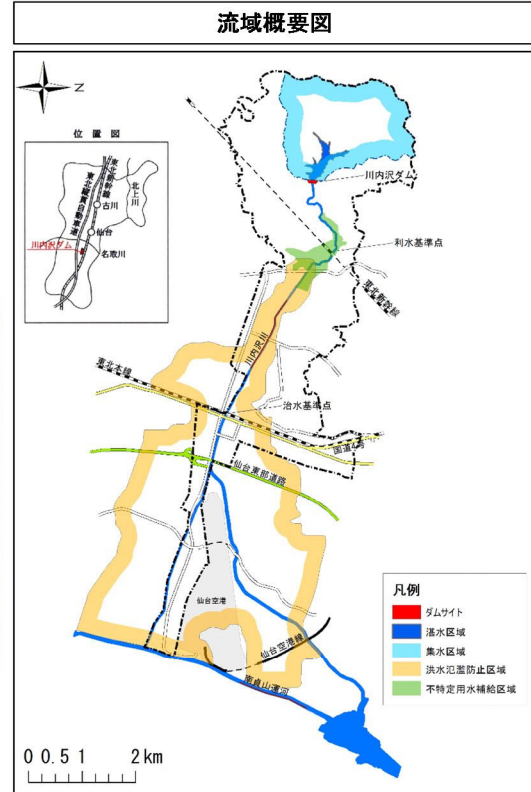 流域概要図
N
位置図
東北新幹線
東北縦貫自動車道
北上川
古川
仙台
川内沢ダム
名取川
川内沢ダム
利水基準点
東北新幹線
川内沢川
東北本線
治水基準点
国道4号
仙台東部道路
仙台空港
仙台空港線
南貞山運河
凡例
ダムサイト
湛水区域
集水区域
洪水氾濫防止区域
不特定用水補給区域
0 0.5 1 2km